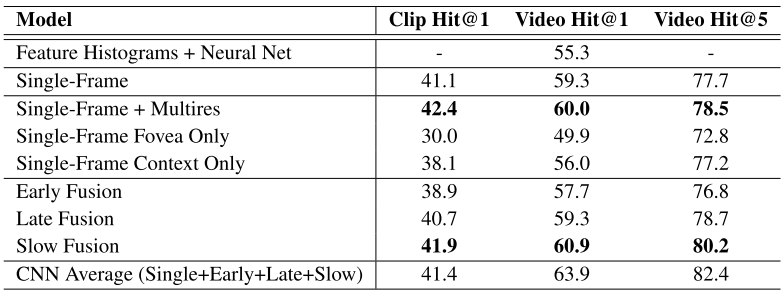 Model Clip Hit@1 Video Hit@1 Video Hit@5
Feature Histograms + Neural Net - 55.3 -
Single-Frame 41.1 59.3 77.7
Single-Frame + Multires 42.4 60.0 78.5
Single-Frame Fovea Only 30.0 49.9 72.8
Single-Frame Context Only 38.1 56.0 77.2
Early Fusion 38.9 57.7 76.8
Late Fusion 40.7 59.3 78.7
Slow Fusion 41.9 60.9 80.2
CNN Average (Single+Early+Late+Slow) 41.4 63.9 82.4